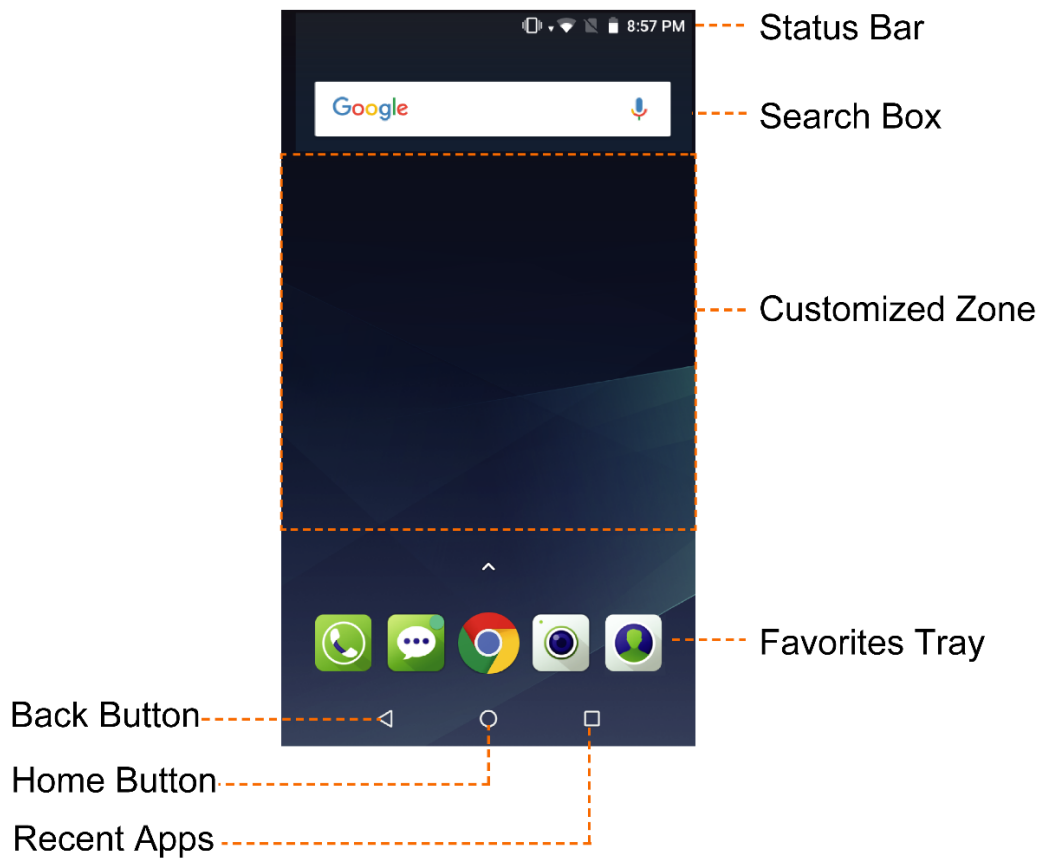 8:57 PM
Status Bar
Google
Search Box
Customized Zone
Favorites Tray
Back Button
Home Button
Recent Apps